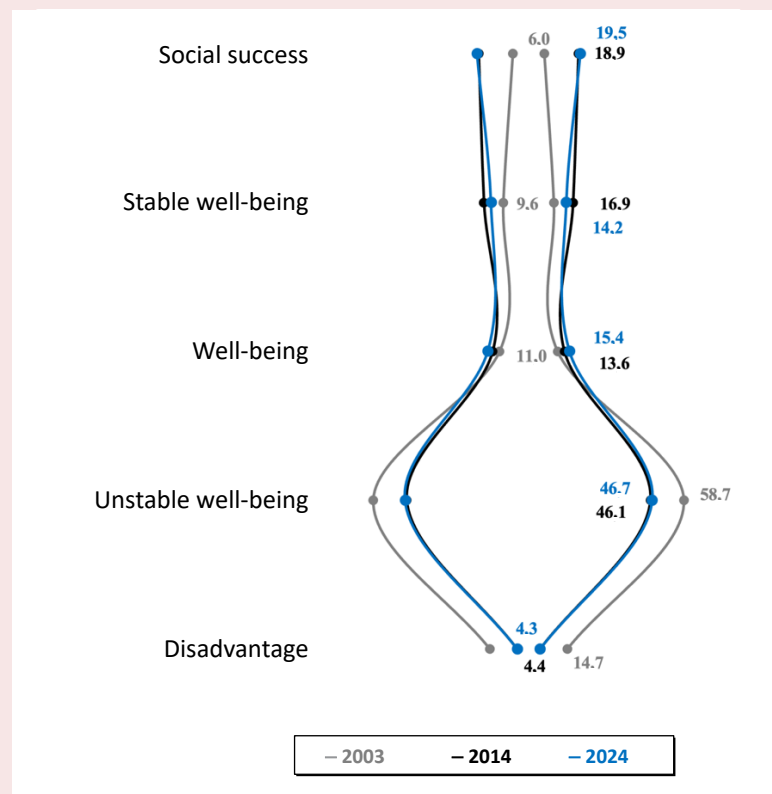 19.5
6.0
Social success
18.9
Stable well-being
9.6
16.9
14.2
15.4
Well-being
11.0
13.6
46.7
58.7
Unstable well-being
46.1
4.3
Disadvantage
4.4
14.7
– 2003 – 2014 – 2024